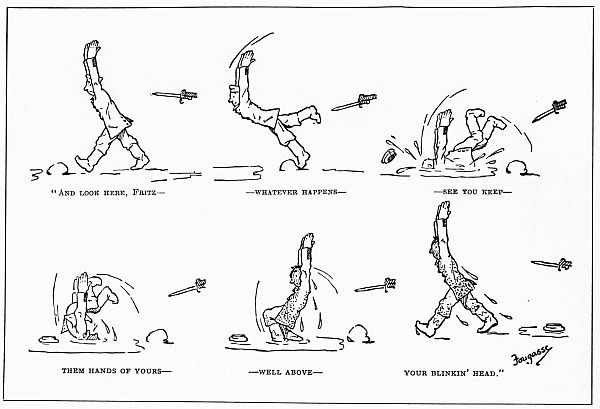 "And look here, Fritz—
—whatever happens—
—see you keep—
them hands of yours—
—well above—
your blinkin' head."
Fougasse